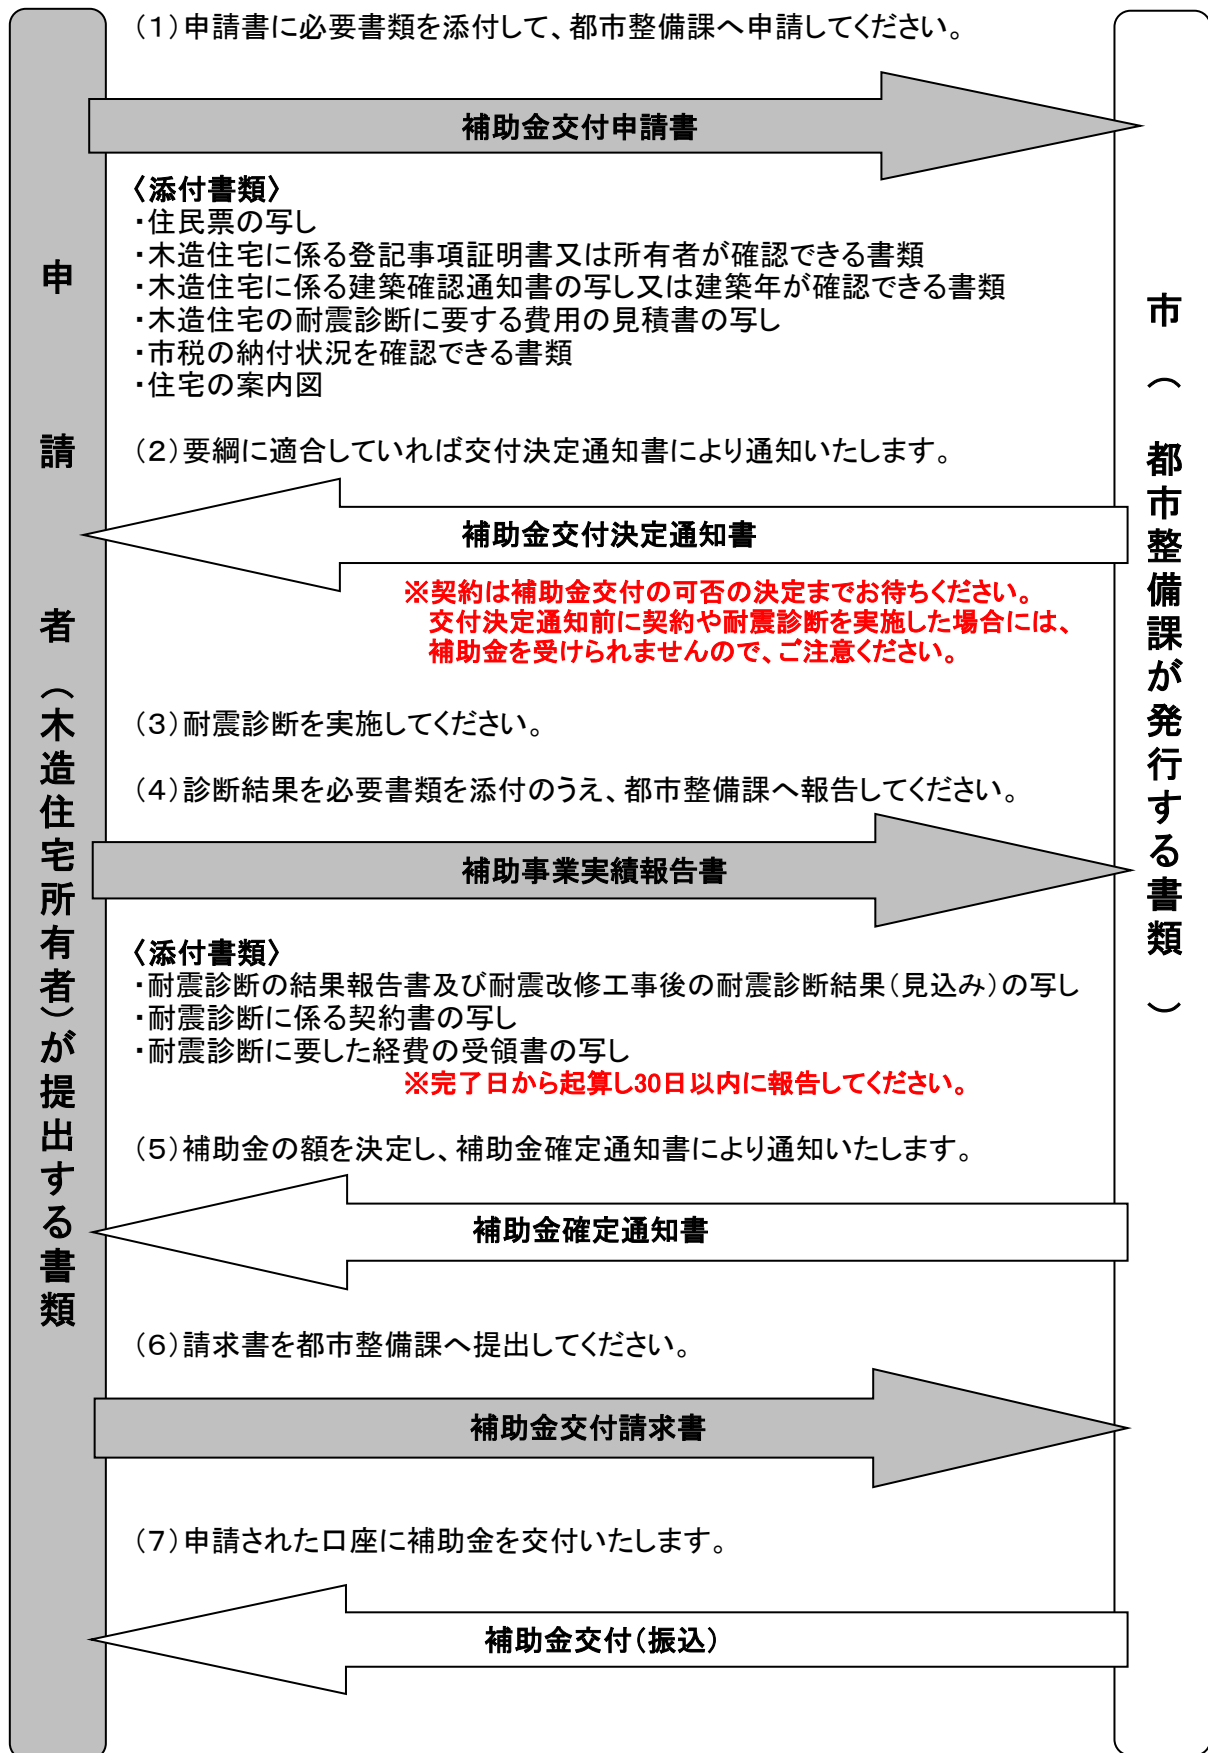 (1)申請書に必要書類を添付して、都市整備課へ申請してください。
補助金交付申請書
〈添付書類〉
・住民票の写し
・木造住宅に係る登記事項証明書又は所有者が確認できる書類
・木造住宅に係る建築確認通知書の写し又は建築年が確認できる書類
・木造住宅の耐震診断に要する費用の見積書の写し
・市税の納付状況を確認できる書類
・住宅の案内図
(2)要綱に適合していれば交付決定通知書により通知いたします。
補助金交付決定通知書
※契約は補助金交付の可否の決定までお待ちください。
交付決定通知前に契約や耐震診断を実施した場合には、
補助金を受けられませんので、ご注意ください。
(3)耐震診断を実施してください。
(4)診断結果を必要書類を添付のうえ、都市整備課へ報告してください。
補助事業実績報告書
〈添付書類〉
・耐震診断の結果報告書及び耐震改修工事後の耐震診断結果(見込み)の写し
・耐震診断に係る契約書の写し
・耐震診断に要した経費の受領書の写し
※完了日から起算し30日以内に報告してください。
(5)補助金の額を決定し、補助金確定通知書により通知いたします。
補助金確定通知書
(6)請求書を都市整備課へ提出してください。
補助金交付請求書
(7)申請された口座に補助金を交付いたします。
補助金交付(振込)
申請者(木造住宅所有者)が提出する書類
市(都市整備課が発行する書類)